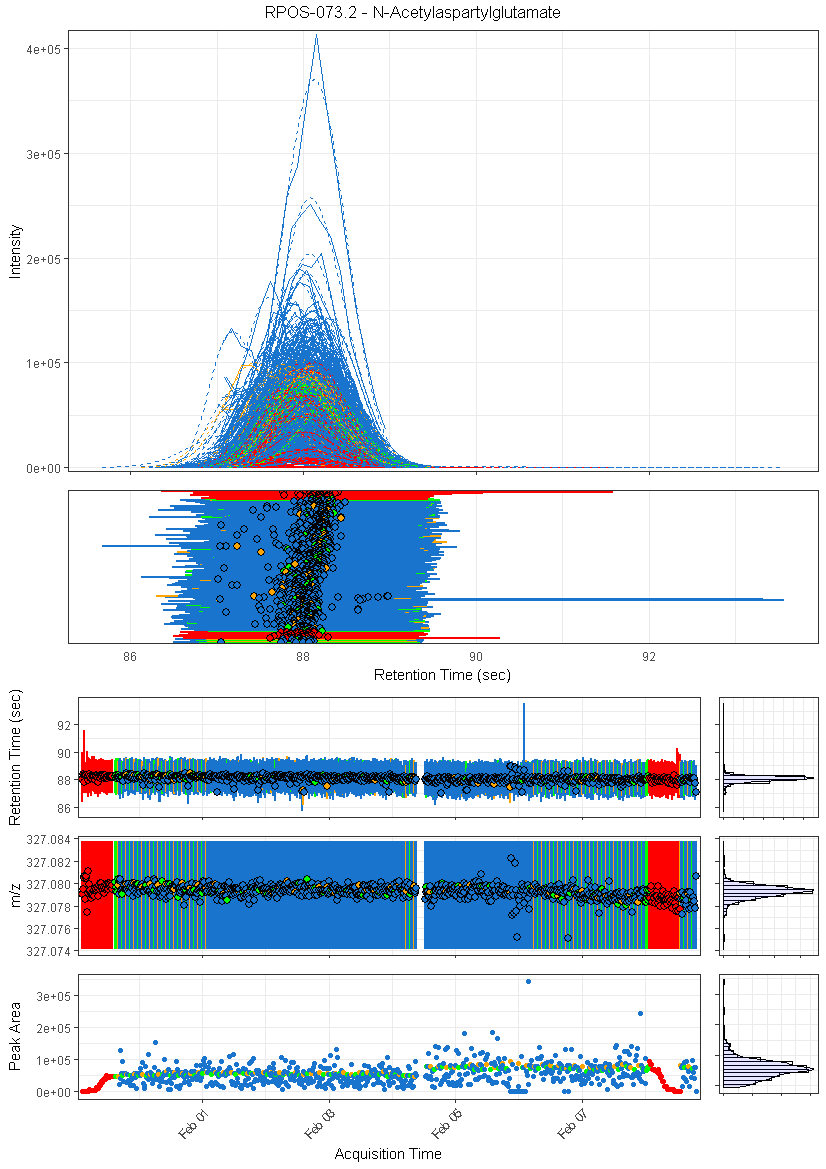 RPOS-073.2 - N-Acetylaspartylglutamate
4e+05
3e+05
2e+05
1e+05
0e+00
Intensity
86
88
90
92
Retention Time (sec)
92
90
88
86
Retention Time (sec)
327.084
327.082
327.080
327.078
327.076
327.074
m/z
3e+05
2e+05
1e+05
0e+00
Peak Area
Feb 01
Feb 03
Feb 05
Feb 07
Acquisition Time